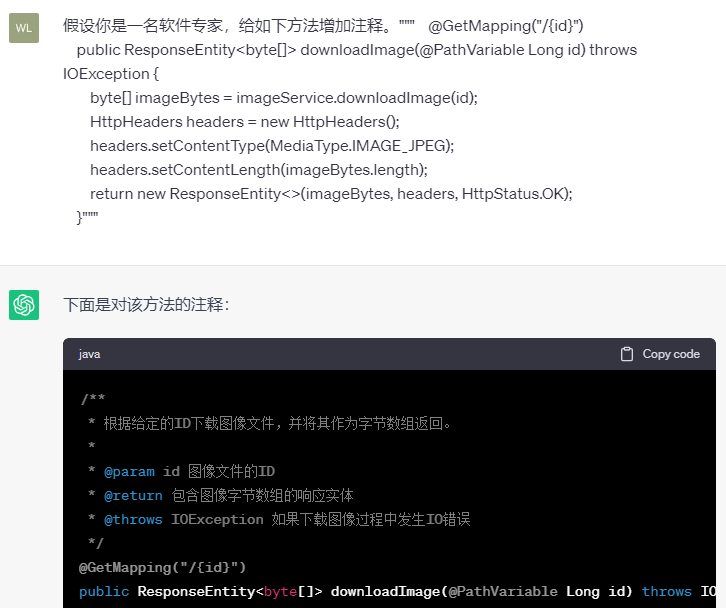 WL
假设你是一名软件专家，给如下方法增加注释。""" @GetMapping("/{id}")
public ResponseEntity<byte[]> downloadImage(@PathVariable Long id) throws
IOException {
byte[] imageBytes = imageService.downloadImage(id);
HttpHeaders headers = new HttpHeaders();
headers.setContentType(MediaType.IMAGE_JPEG);
headers.setContentLength(imageBytes.length);
return new ResponseEntity<>(imageBytes, headers, HttpStatus.OK);
}"""
下面是对该方法的注释：
java Copy code
/**
* 根据给定的ID下载图像文件，并将其作为字节数组返回。
*
* @param id 图像文件的ID
* @return 包含图像字节数组的响应实体
* @throws IOException 如果下载图像过程中发生IO错误
*/
@GetMapping("/{id}")
public ResponseEntity<byte[]> downloadImage(@PathVariable Long id) throws IO